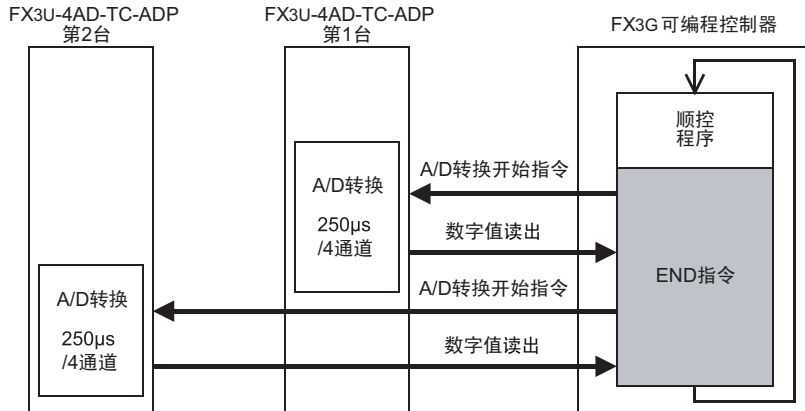 FX3U-4AD-TC-ADP
第2台
FX3U-4AD-TC-ADP
第1台
FX3G可编程控制器
顺控
程序
A/D转换
250μs
/4通道
A/D转换开始指令
数字值读出
END指令
A/D转换
250μs
/4通道
A/D转换开始指令
数字值读出